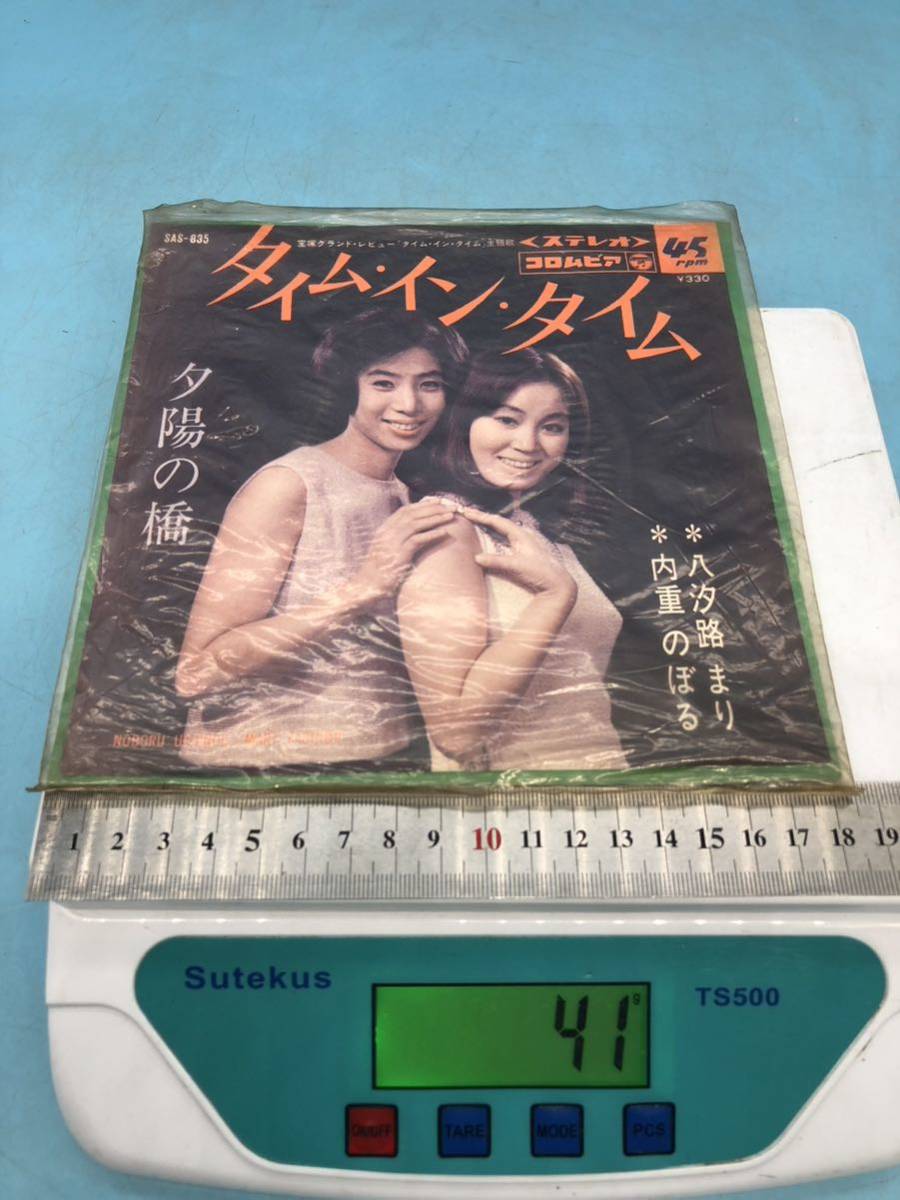 SAS-635
宝塚グランド・レビュー「タイム・イン・タイム」主題歌
<ステレオ>
コロムビア
45
rpm
¥330
タイム・イン・タイム
夕陽の橋
*八汐路まり
*内重のぼる
NOBORU
1 2 3 4 5 6 7 8 9 10 11 12 13 14 15 16 17 18 19
Sutekus
41
g
TS500
ON/OFF
TARE
MODE
PCS